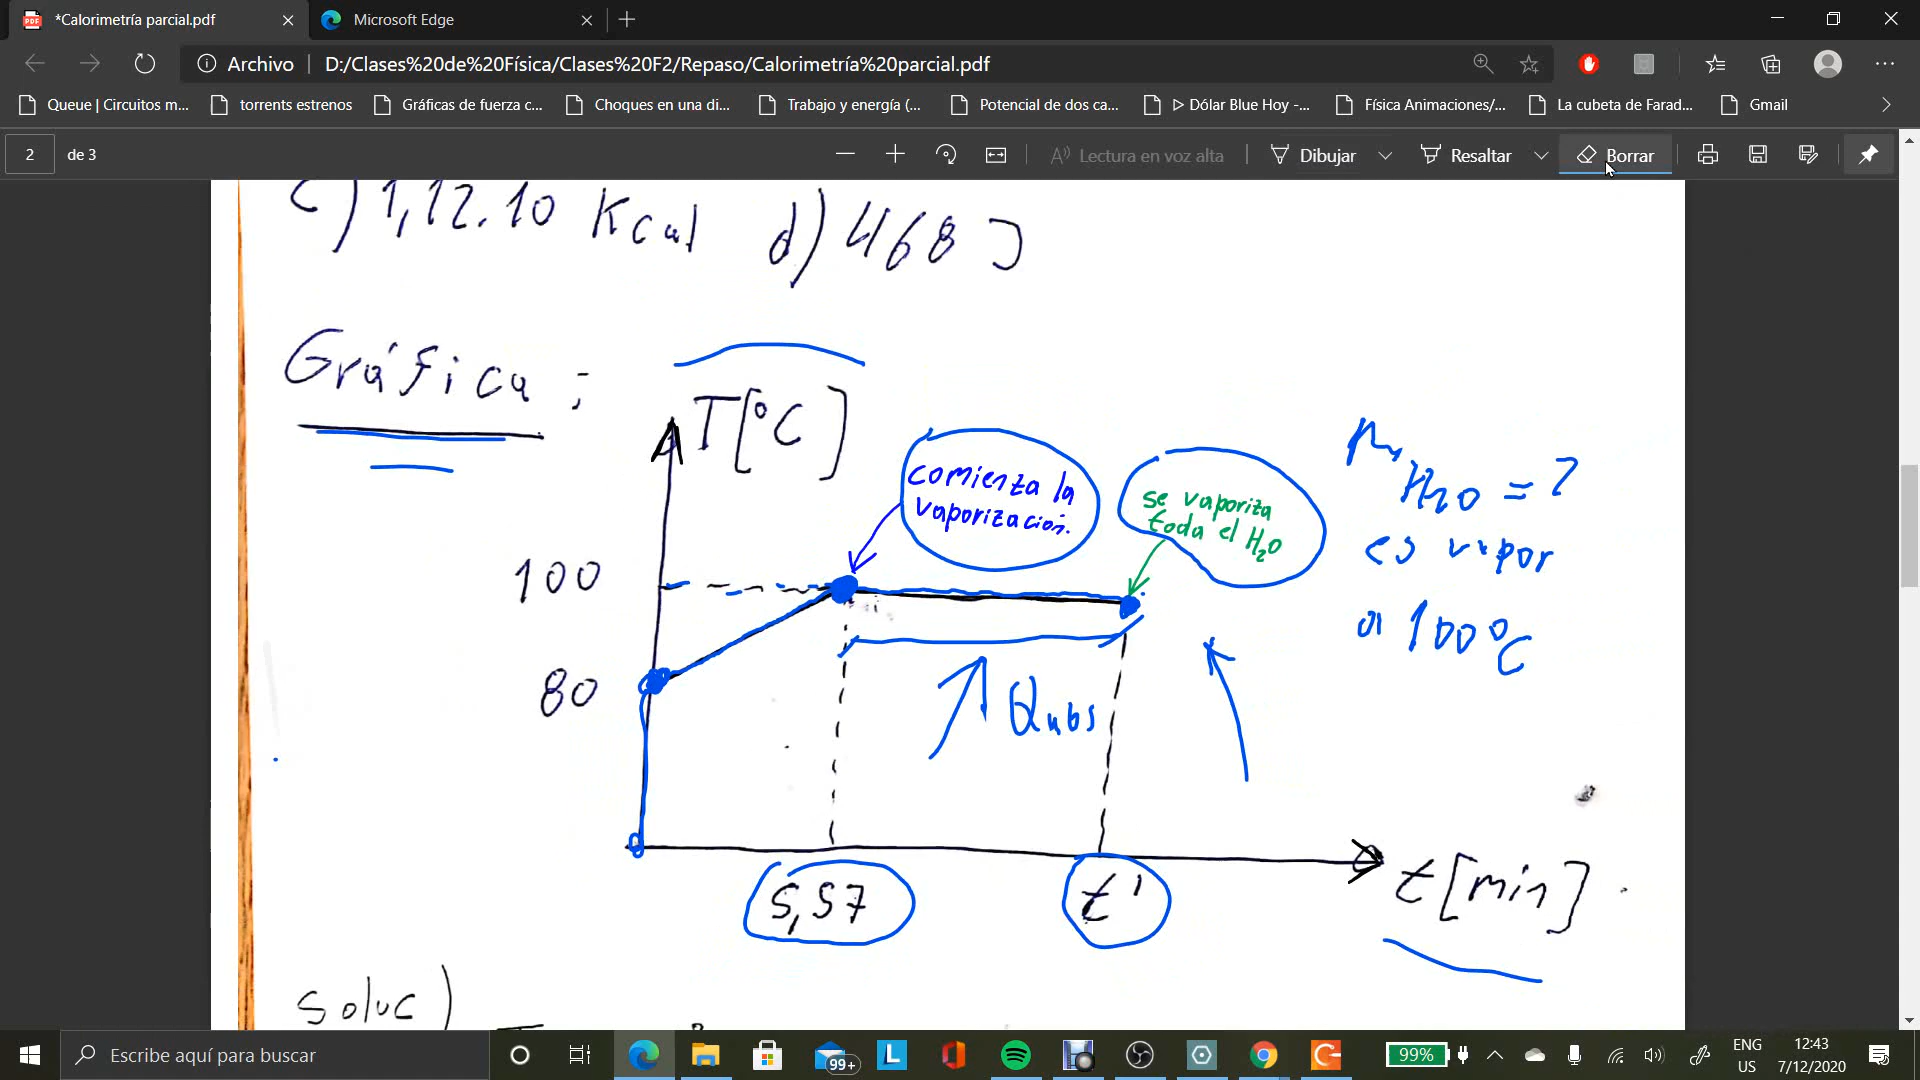 *Calorimetría parcial.pdf
Microsoft Edge
Archivo
D:/Clases%20de%20Física/Clases%20F2/Repaso/Calorimetría%20parcial.pdf
Queue | Circuitos m...
torrents estrenos
Gráficas de fuerza c...
Choques en una di...
Trabajo y energía (...
Potencial de dos ca...
ᐅ Dólar Blue Hoy -...
Física Animaciones/...
La cubeta de Farad...
Gmail
2 de 3
Lectura en voz alta
Dibujar
Resaltar
Borrar
c) 1,12.10 Kcal d) 468 J
Gráfica:
T[°C]
comienza la
vaporización.
se vaporiza
toda el H₂O
m H₂O = ?
es vapor
a 100°C
100
80
Qabs
5,57
t'
t[min]
soluc)
Escribe aquí para buscar
99+
99%
ENG
US
12:43
7/12/2020